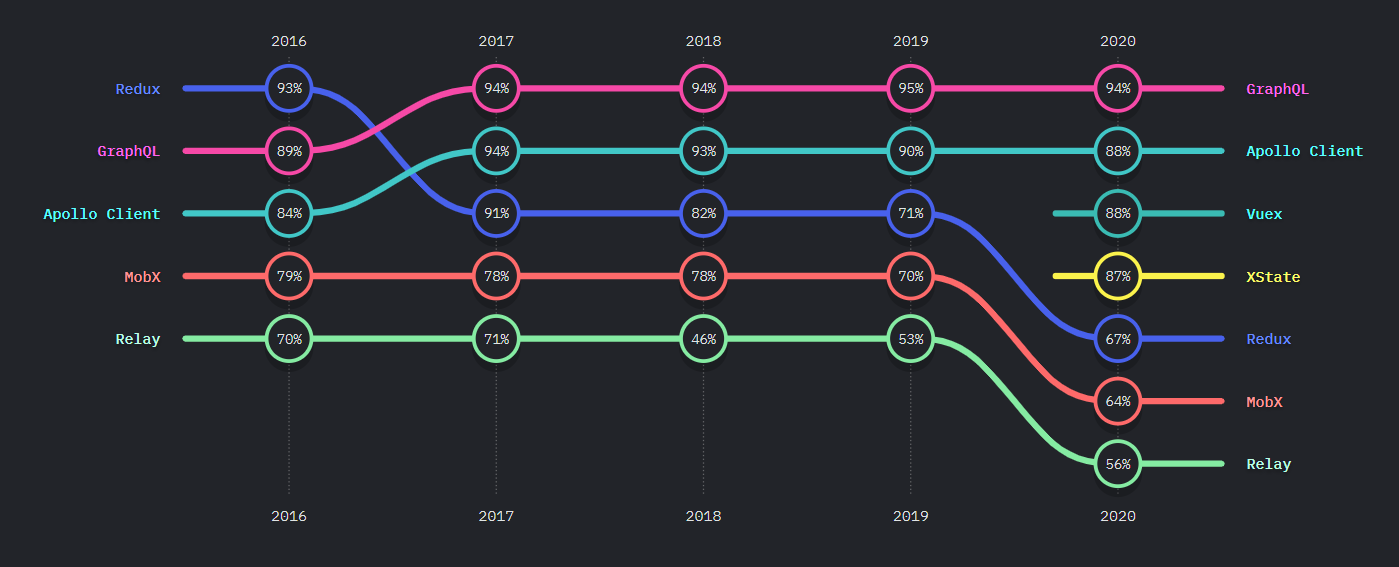 2016 2017 2018 2019 2020
Redux 93% 94% 94% 95% 94% GraphQL
GraphQL 89% 94% 93% 90% 88% Apollo Client
Apollo Client 84% 91% 82% 71% 88% Vuex
MobX 79% 78% 78% 70% 87% XState
Relay 70% 71% 46% 53% 67% Redux
64% MobX
56% Relay
2016 2017 2018 2019 2020